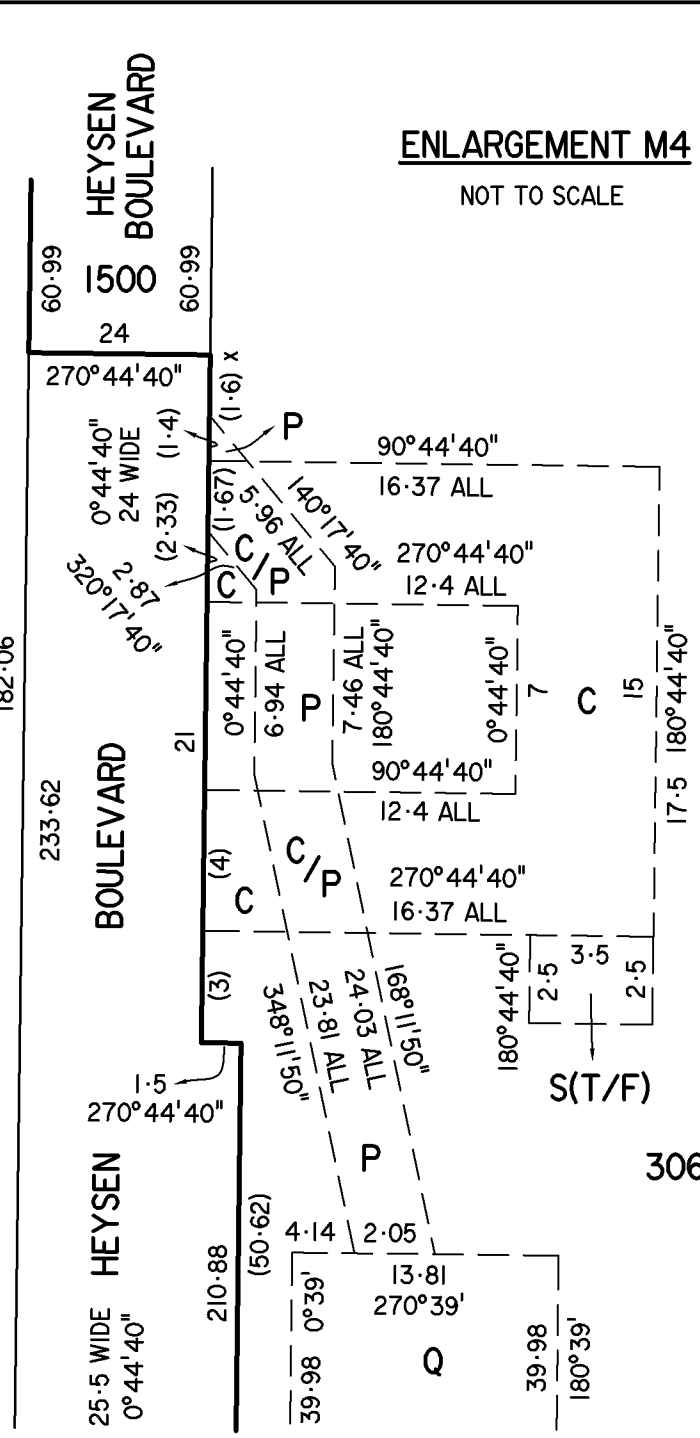 HEYSEN
BOULEVARD
ENLARGEMENT M4
NOT TO SCALE
60·99
1500
60·99
24
270°44'40"
x
(1·6)
P
(1·4)
0°44'40"
24 WIDE
90°44'40"
16·37 ALL
(1·67)
5·96 ALL
140°17'40"
(2·33)
C/P
270°44'40"
12·4 ALL
2·87
320°17'40"
C
182·06
0°44'40"
6·94 ALL
P
7·46 ALL
180°44'40"
0°44'40"
7
C
15
180°44'40"
17·5
21
233·62
BOULEVARD
90°44'40"
12·4 ALL
(4)
C/P
C
270°44'40"
16·37 ALL
(3)
348°11'50"
23·81 ALL
24·03 ALL
168°11'50"
180°44'40"
2·5
3·5
2·5
S(T/F)
1·5
270°44'40"
P
306
HEYSEN
(50·62)
210·88
4·14
2·05
13·81
270°39'
25·5 WIDE
0°44'40"
0°39'
39·98
Q
39·98
180°39'